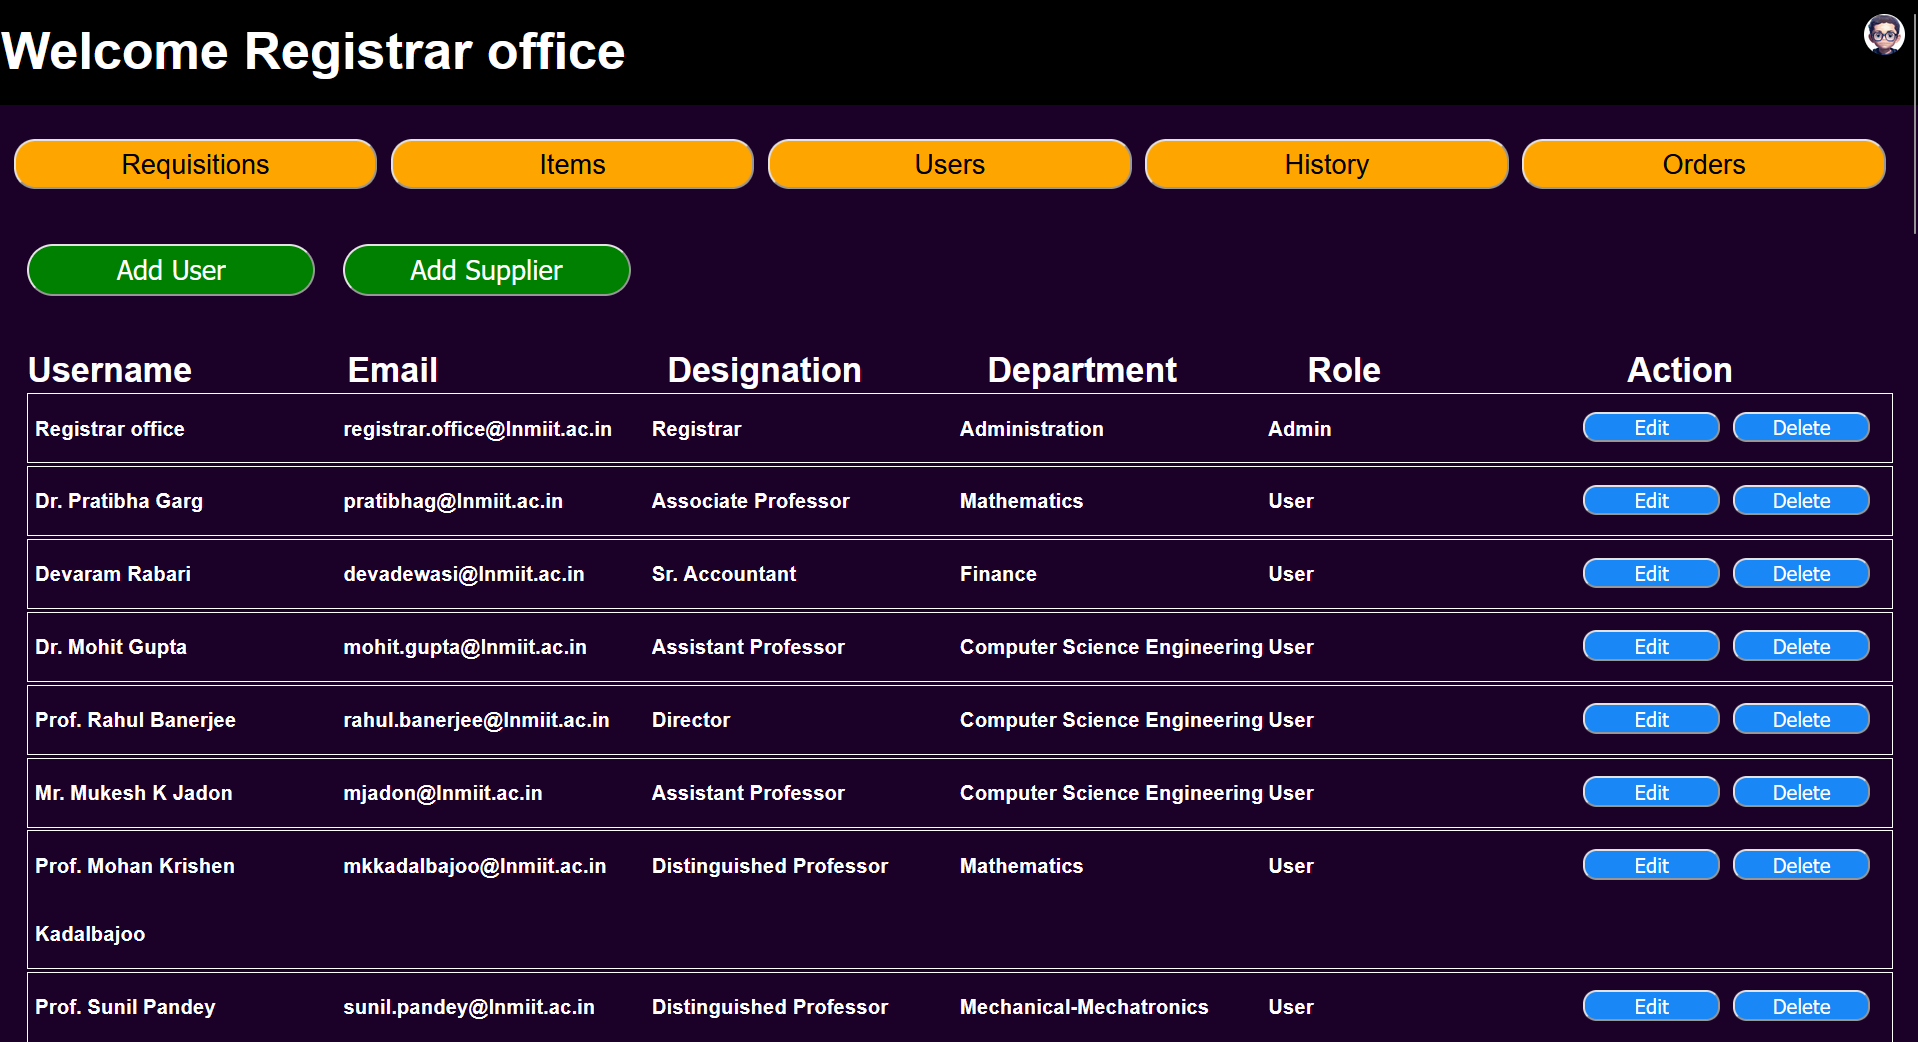 Welcome Registrar office
Requisitions Items Users History Orders
Add User Add Supplier
Username Email Designation Department Role Action
Registrar office registrar.office@lnmiit.ac.in Registrar Administration Admin Edit Delete
Dr. Pratibha Garg pratibhag@lnmiit.ac.in Associate Professor Mathematics User Edit Delete
Devaram Rabari devadewasi@lnmiit.ac.in Sr. Accountant Finance User Edit Delete
Dr. Mohit Gupta mohit.gupta@lnmiit.ac.in Assistant Professor Computer Science Engineering User Edit Delete
Prof. Rahul Banerjee rahul.banerjee@lnmiit.ac.in Director Computer Science Engineering User Edit Delete
Mr. Mukesh K Jadon mjadon@lnmiit.ac.in Assistant Professor Computer Science Engineering User Edit Delete
Prof. Mohan Krishen mkkadalbajoo@lnmiit.ac.in Distinguished Professor Mathematics User Edit Delete
Kadalbajoo
Prof. Sunil Pandey sunil.pandey@lnmiit.ac.in Distinguished Professor Mechanical-Mechatronics User Edit Delete